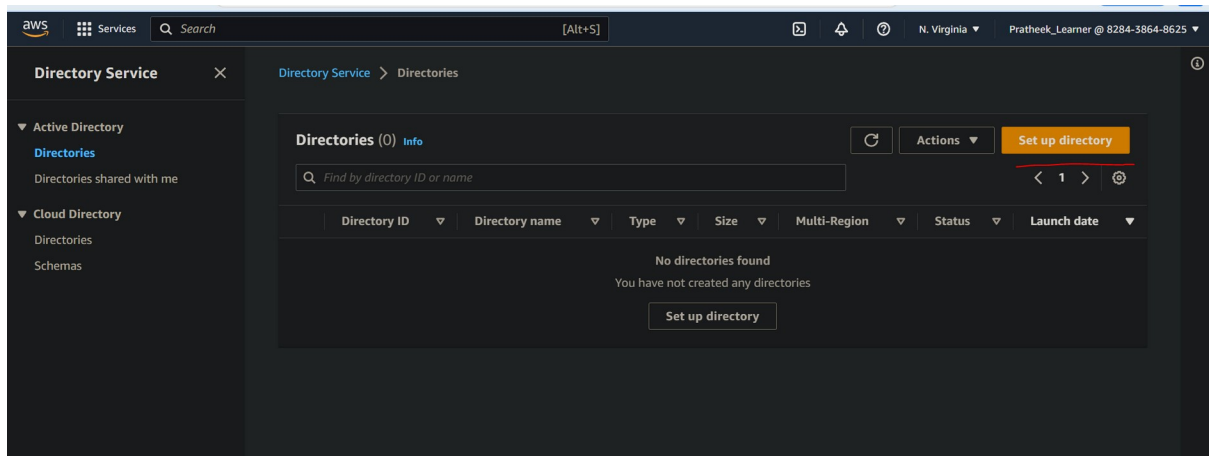 aws Services Search [Alt+S] N. Virginia ▼ Pratheek_Learner @ 8284-3864-8625 ▼
Directory Service
Directory Service > Directories
▼ Active Directory
Directories
Directories shared with me
▼ Cloud Directory
Directories
Schemas
Directories (0) Info Actions ▼ Set up directory
Find by directory ID or name < 1 >
Directory ID Directory name Type Size Multi-Region Status Launch date
No directories found
You have not created any directories
Set up directory